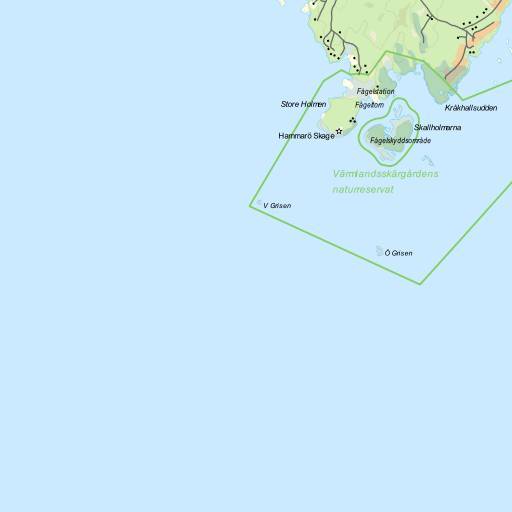 Fågelstation
Store Holmen
Fågeltorn
Kråkhallsudden
Skallholmarna
Hammarö Skage
Fågelskyddsområde
Värmlandsskärgårdens
naturreservat
V Grisen
Ö Grisen